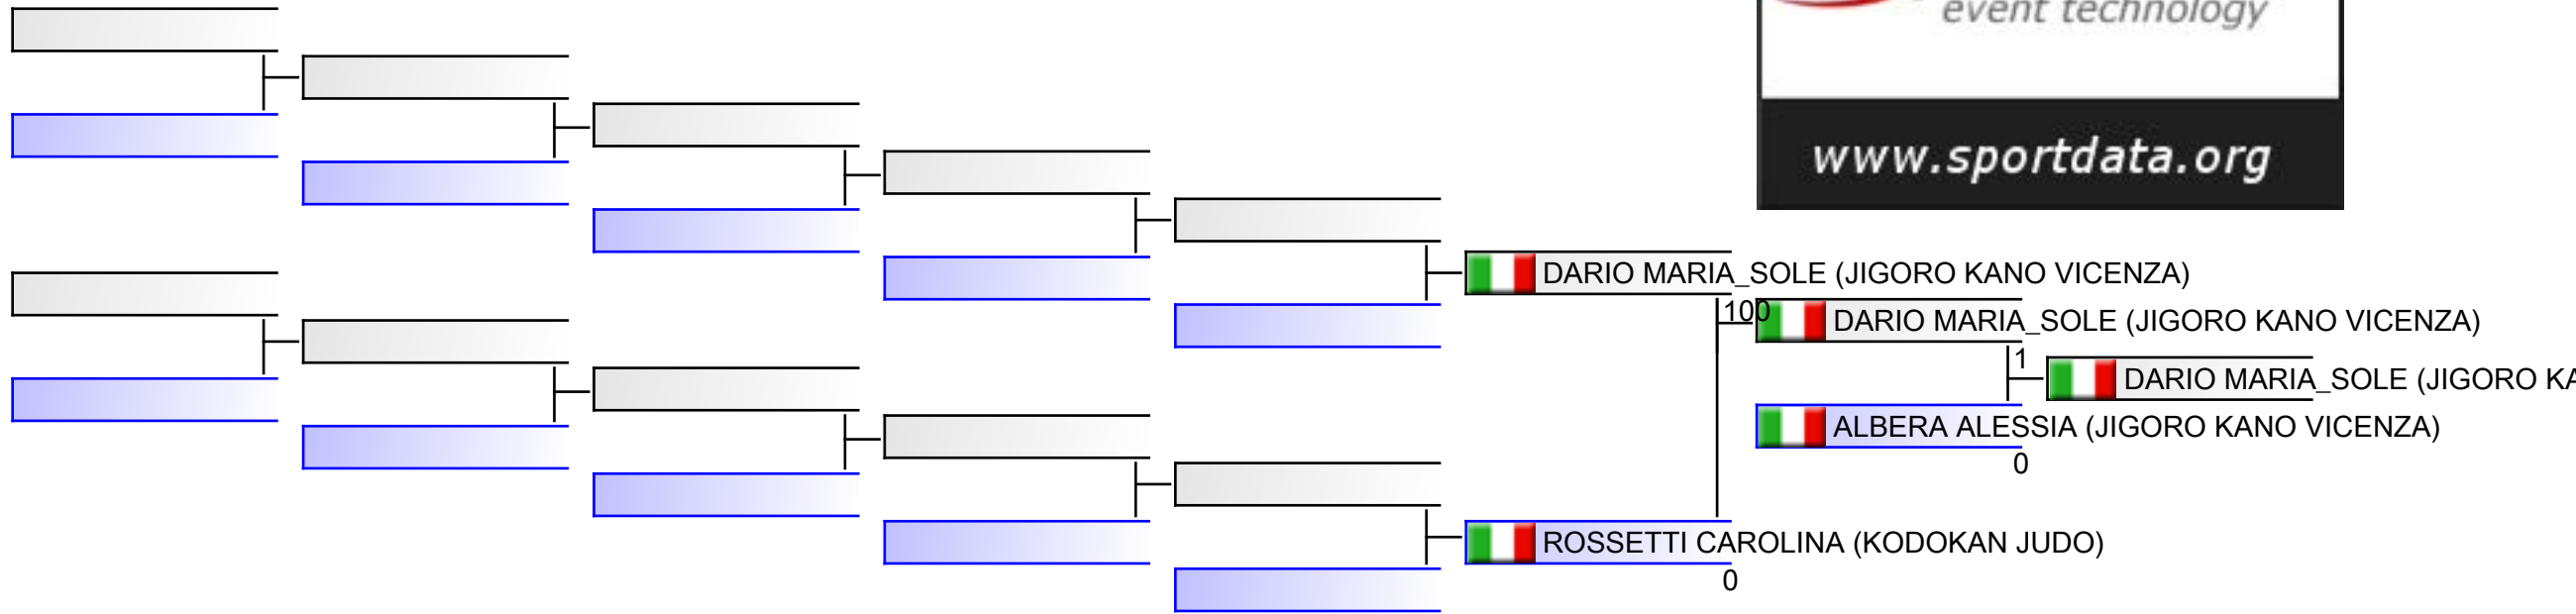 event technology
www.sportdata.org
DARIO MARIA_SOLE (JIGORO KANO VICENZA)
100
DARIO MARIA_SOLE (JIGORO KANO VICENZA)
1
DARIO MARIA_SOLE (JIGORO KA
ALBERA ALESSIA (JIGORO KANO VICENZA)
0
ROSSETTI CAROLINA (KODOKAN JUDO)
0